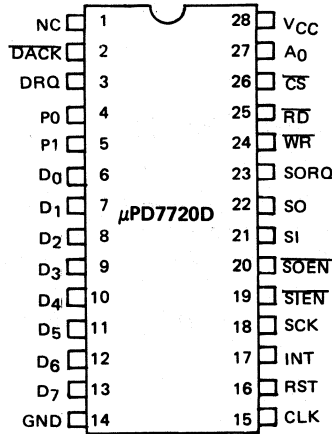 NC 1 28 VCC
DACK 2 27 A0
DRQ 3 26 CS
P0 4 25 RD
P1 5 24 WR
D0 6 23 SORQ
D1 7 22 SO
μPD7720D
D2 8 21 SI
D3 9 20 SOEN
D4 10 19 SIEN
D5 11 18 SCK
D6 12 17 INT
D7 13 16 RST
GND 14 15 CLK